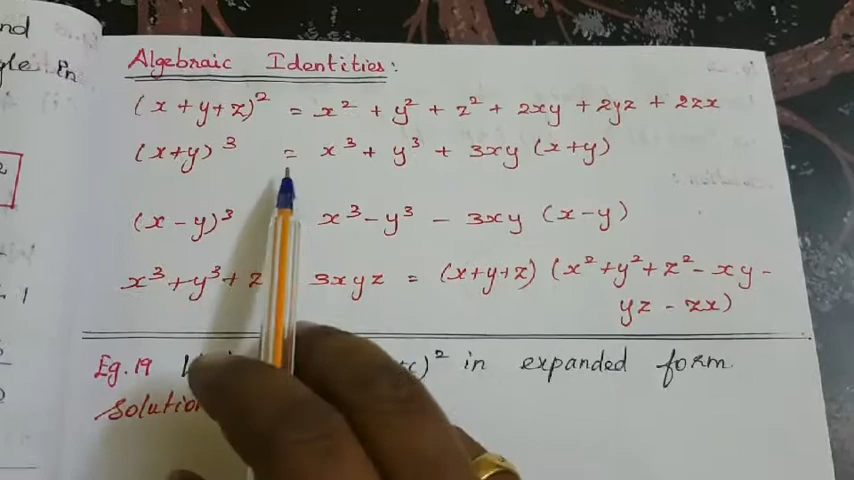 Algebraic Identities:
(x+y+z)² = x² + y² + z² + 2xy + 2yz + 2zx
(x+y)³ = x³ + y³ + 3xy (x+y)
(x-y)³ x³ - y³ - 3xy (x-y)
x³ + y³ + z 3xyz = (x+y+z) (x² + y² + z² - xy -
yz - zx)
Eg. 19 )² in expanded form
Solution